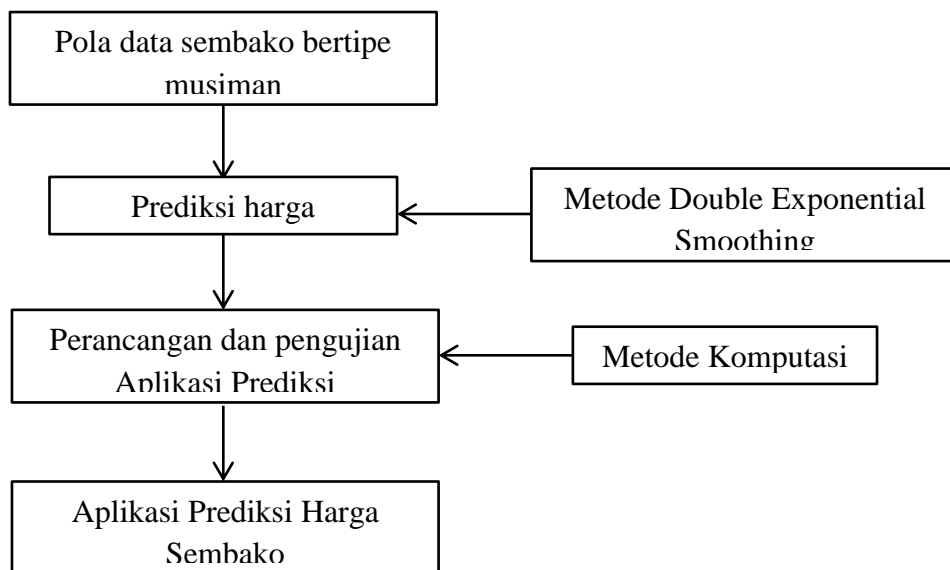 Pola data sembako bertipe
musiman
Prediksi harga
Metode Double Exponential
Smoothing
Perancangan dan pengujian
Aplikasi Prediksi
Metode Komputasi
Aplikasi Prediksi Harga
Sembako